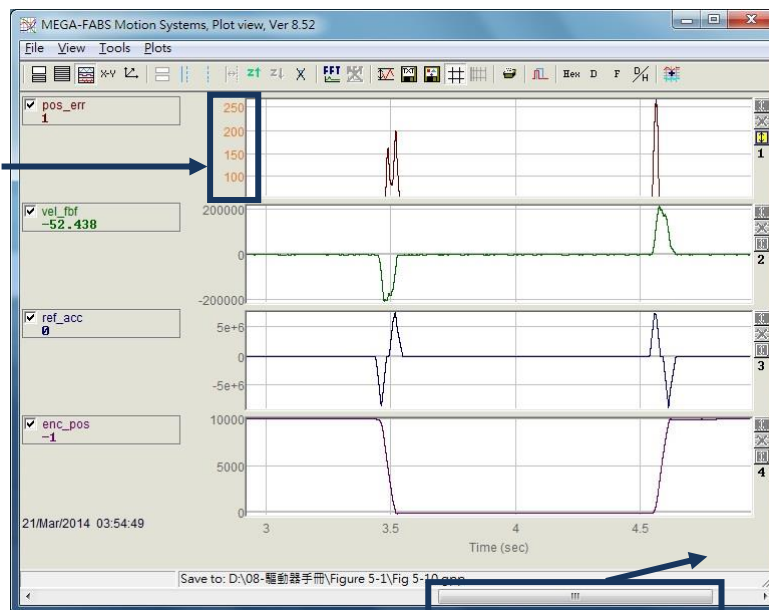 MEGA-FABS Motion Systems, Plot view, Ver 8.52
File View Tools Plots
X-Y FFT TXT Hex D F D/H
pos_err
1
250
200
150
100
1
vel_fbf
-52.438
200000
0
-200000
2
ref_acc
0
5e+6
0
-5e+6
3
enc_pos
-1
10000
5000
0
4
21/Mar/2014 03:54:49
3 3.5 4 4.5
Time (sec)
Save to: D:\08-驅動器手冊\Figure 5-1\Fig 5-10.gpp